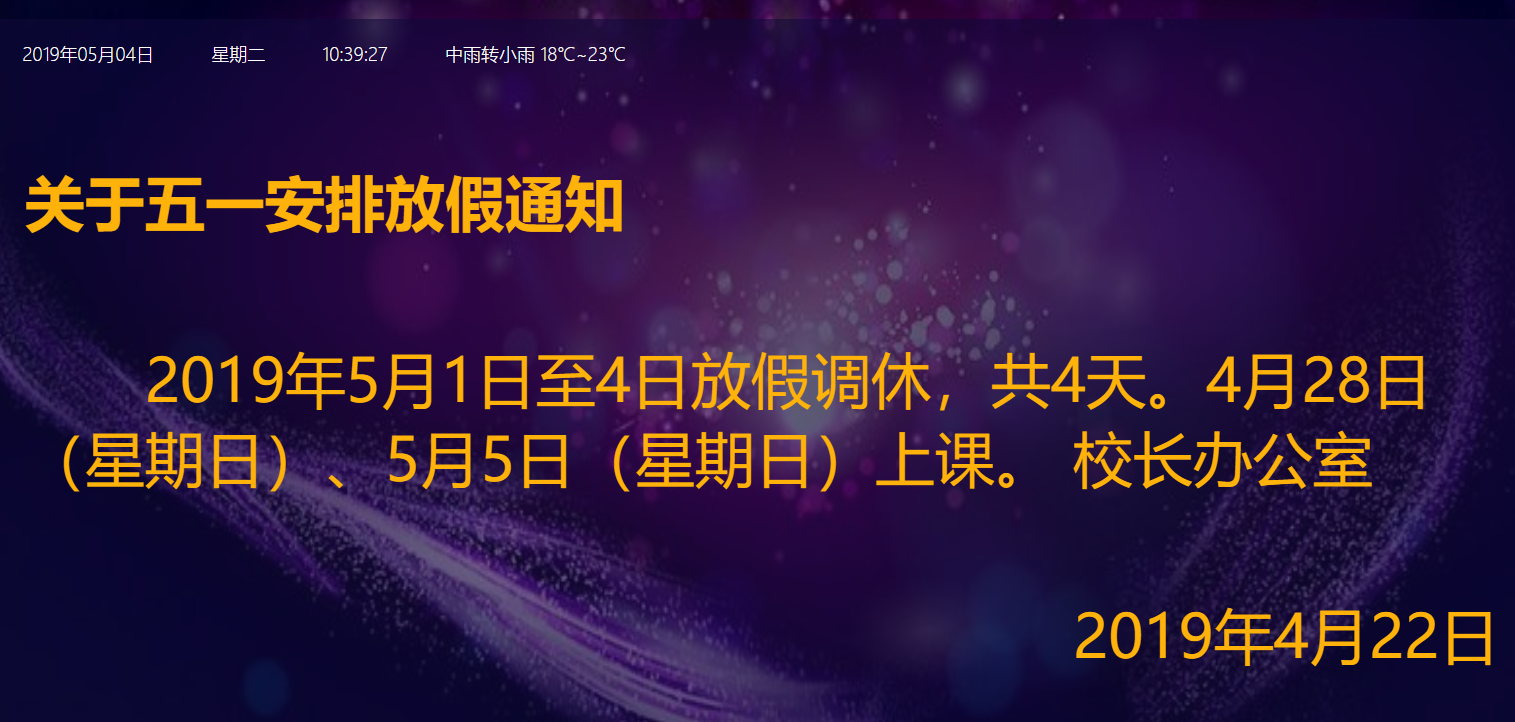 2019年05月04日 星期二 10:39:27 中雨转小雨 18℃~23℃
关于五一安排放假通知
2019年5月1日至4日放假调休，共4天。4月28日
（星期日）、5月5日（星期日）上课。 校长办公室
2019年4月22日